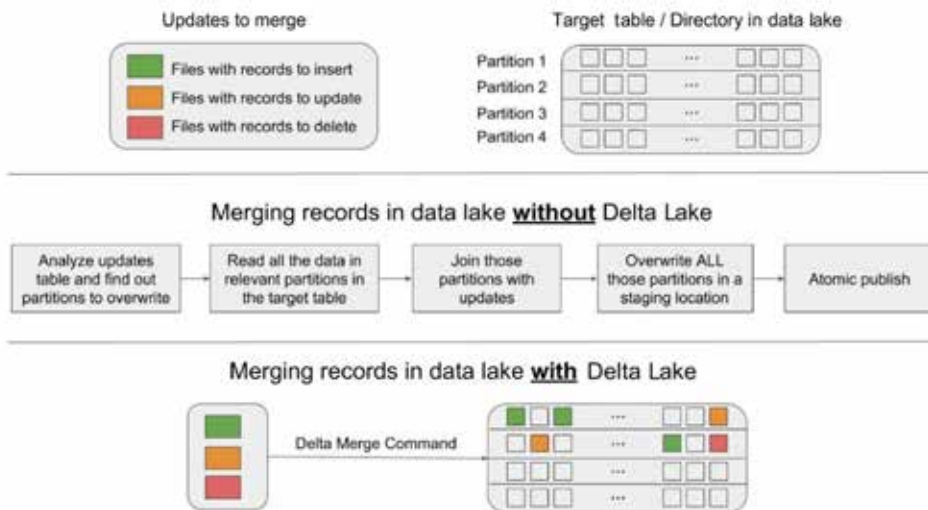 Updates to merge
Files with records to insert
Files with records to update
Files with records to delete
Target table / Directory in data lake
Partition 1
...
Partition 2
...
Partition 3
...
Partition 4
...
Merging records in data lake without Delta Lake
Analyze updates
table and find out
partitions to overwrite
Read all the data in
relevant partitions in
the target table
Join those
partitions with
updates
Overwrite ALL
those partitions in a
staging location
Atomic publish
Merging records in data lake with Delta Lake
Delta Merge Command
...
...
...
...